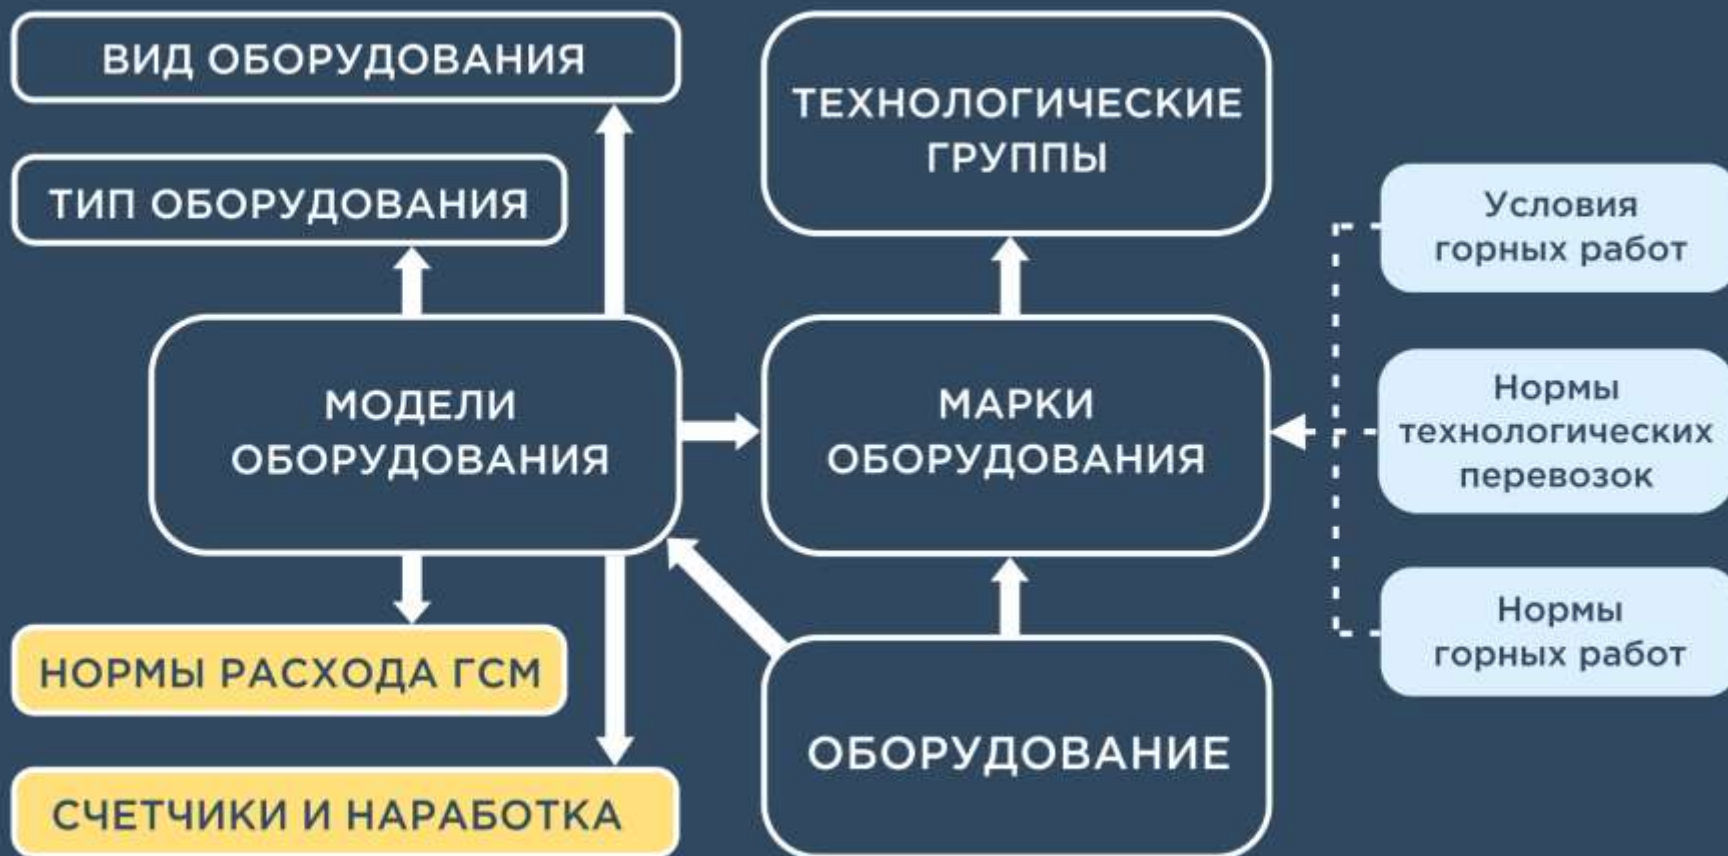 ВИД ОБОРУДОВАНИЯ
ТИП ОБОРУДОВАНИЯ
ТЕХНОЛОГИЧЕСКИЕ
ГРУППЫ
Условия
горных работ
МОДЕЛИ
ОБОРУДОВАНИЯ
МАРКИ
ОБОРУДОВАНИЯ
Нормы
технологических
перевозок
НОРМЫ РАСХОДА ГСМ
СЧЕТЧИКИ И НАРАБОТКА
ОБОРУДОВАНИЕ
Нормы
горных работ